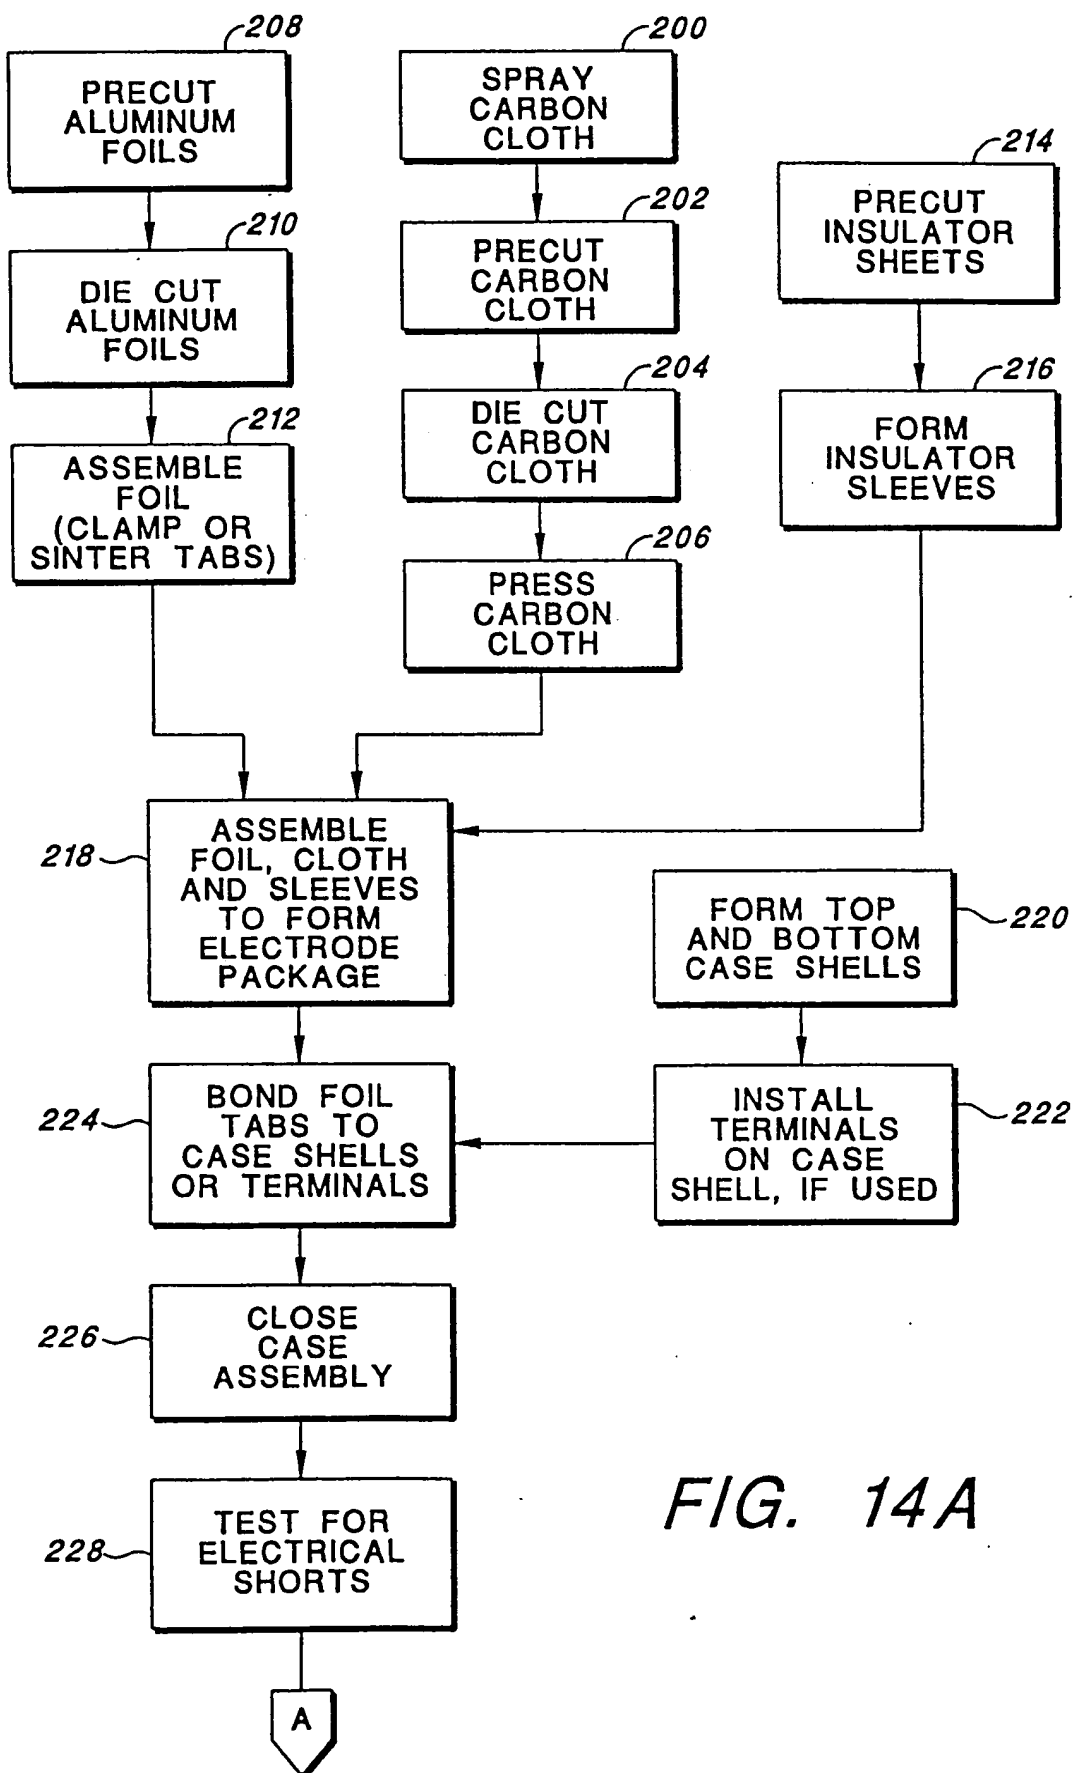 208
PRECUT
ALUMINUM
FOILS
200
SPRAY
CARBON
CLOTH
214
PRECUT
INSULATOR
SHEETS
210
DIE CUT
ALUMINUM
FOILS
202
PRECUT
CARBON
CLOTH
204
DIE CUT
CARBON
CLOTH
216
FORM
INSULATOR
SLEEVES
212
ASSEMBLE
FOIL
(CLAMP OR
SINTER TABS)
206
PRESS
CARBON
CLOTH
218
ASSEMBLE
FOIL, CLOTH
AND SLEEVES
TO FORM
ELECTRODE
PACKAGE
220
FORM TOP
AND BOTTOM
CASE SHELLS
224
BOND FOIL
TABS TO
CASE SHELLS
OR TERMINALS
222
INSTALL
TERMINALS
ON CASE
SHELL, IF USED
226
CLOSE
CASE
ASSEMBLY
228
TEST FOR
ELECTRICAL
SHORTS
A
FIG. 14A